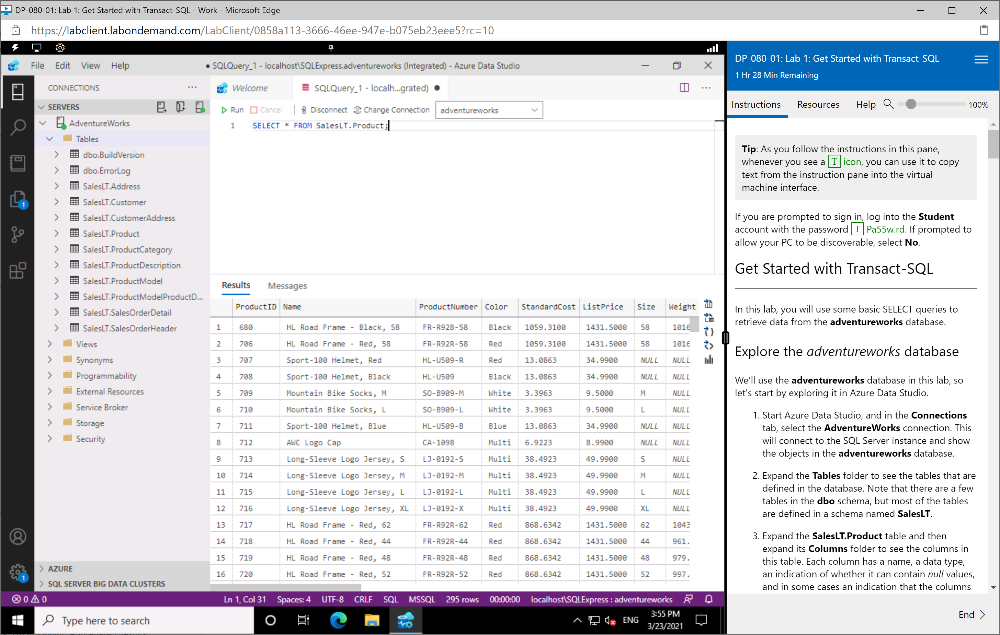 DP-080-01: Lab 1: Get Started with Transact-SQL - Work - Microsoft Edge
https://labclient.labondemand.com/LabClient/0858a113-3666-46ee-947e-b075eb23eee5?rc=10
File Edit View Help
● SQLQuery_1 - localhost\SQLExpress.adventureworks (Integrated) - Azure Data Studio
CONNECTIONS
SERVERS
AdventureWorks
Tables
dbo.BuildVersion
dbo.ErrorLog
SalesLT.Address
SalesLT.Customer
SalesLT.CustomerAddress
SalesLT.Product
SalesLT.ProductCategory
SalesLT.ProductDescription
SalesLT.ProductModel
SalesLT.ProductModelProductD...
SalesLT.SalesOrderDetail
SalesLT.SalesOrderHeader
Views
Synonyms
Programmability
External Resources
Service Broker
Storage
Security
AZURE
SQL SERVER BIG DATA CLUSTERS
1
1
Welcome
SQLQuery_1 - localh...grated) ●
Run Cancel Disconnect Change Connection adventureworks
1 SELECT * FROM SalesLT.Product;
Results Messages
ProductID Name ProductNumber Color StandardCost ListPrice Size Weight
1 680 HL Road Frame - Black, 58 FR-R92B-58 Black 1059.3100 1431.5000 58 1016
2 706 HL Road Frame - Red, 58 FR-R92R-58 Red 1059.3100 1431.5000 58 1016
3 707 Sport-100 Helmet, Red HL-U509-R Red 13.0863 34.9900 NULL NULL
4 708 Sport-100 Helmet, Black HL-U509 Black 13.0863 34.9900 NULL NULL
5 709 Mountain Bike Socks, M SO-B909-M White 3.3963 9.5000 M NULL
6 710 Mountain Bike Socks, L SO-B909-L White 3.3963 9.5000 L NULL
7 711 Sport-100 Helmet, Blue HL-U509-B Blue 13.0863 34.9900 NULL NULL
8 712 AWC Logo Cap CA-1098 Multi 6.9223 8.9900 NULL NULL
9 713 Long-Sleeve Logo Jersey, S LJ-0192-S Multi 38.4923 49.9900 S NULL
10 714 Long-Sleeve Logo Jersey, M LJ-0192-M Multi 38.4923 49.9900 M NULL
11 715 Long-Sleeve Logo Jersey, L LJ-0192-L Multi 38.4923 49.9900 L NULL
12 716 Long-Sleeve Logo Jersey, XL LJ-0192-X Multi 38.4923 49.9900 XL NULL
13 717 HL Road Frame - Red, 62 FR-R92R-62 Red 868.6342 1431.5000 62 1043
14 718 HL Road Frame - Red, 44 FR-R92R-44 Red 868.6342 1431.5000 44 961.
15 719 HL Road Frame - Red, 48 FR-R92R-48 Red 868.6342 1431.5000 48 979.
16 720 HL Road Frame - Red, 52 FR-R92R-52 Red 868.6342 1431.5000 52 997.
0 0 Ln 1, Col 31 Spaces: 4 UTF-8 CRLF SQL MSSQL 295 rows 00:00:00 localhost\SQLExpress : adventureworks
Type here to search
ENG
3:55 PM
3/23/2021
DP-080-01: Lab 1: Get Started with Transact-SQL
1 Hr 28 Min Remaining
Instructions Resources Help 100%
Tip: As you follow the instructions in this pane,
whenever you see a T icon, you can use it to copy
text from the instruction pane into the virtual
machine interface.
If you are prompted to sign in, log into the Student
account with the password T Pa55w.rd. If prompted to
allow your PC to be discoverable, select No.
Get Started with Transact-SQL
In this lab, you will use some basic SELECT queries to
retrieve data from the adventureworks database.
Explore the adventureworks database
We'll use the adventureworks database in this lab, so
let's start by exploring it in Azure Data Studio.
1. Start Azure Data Studio, and in the Connections
tab, select the AdventureWorks connection. This
will connect to the SQL Server instance and show
the objects in the adventureworks database.
2. Expand the Tables folder to see the tables that are
defined in the database. Note that there are a few
tables in the dbo schema, but most of the tables
are defined in a schema named SalesLT.
3. Expand the SalesLT.Product table and then
expand its Columns folder to see the columns in
this table. Each column has a name, a data type,
an indication of whether it can contain null values,
and in some cases an indication that the columns
End